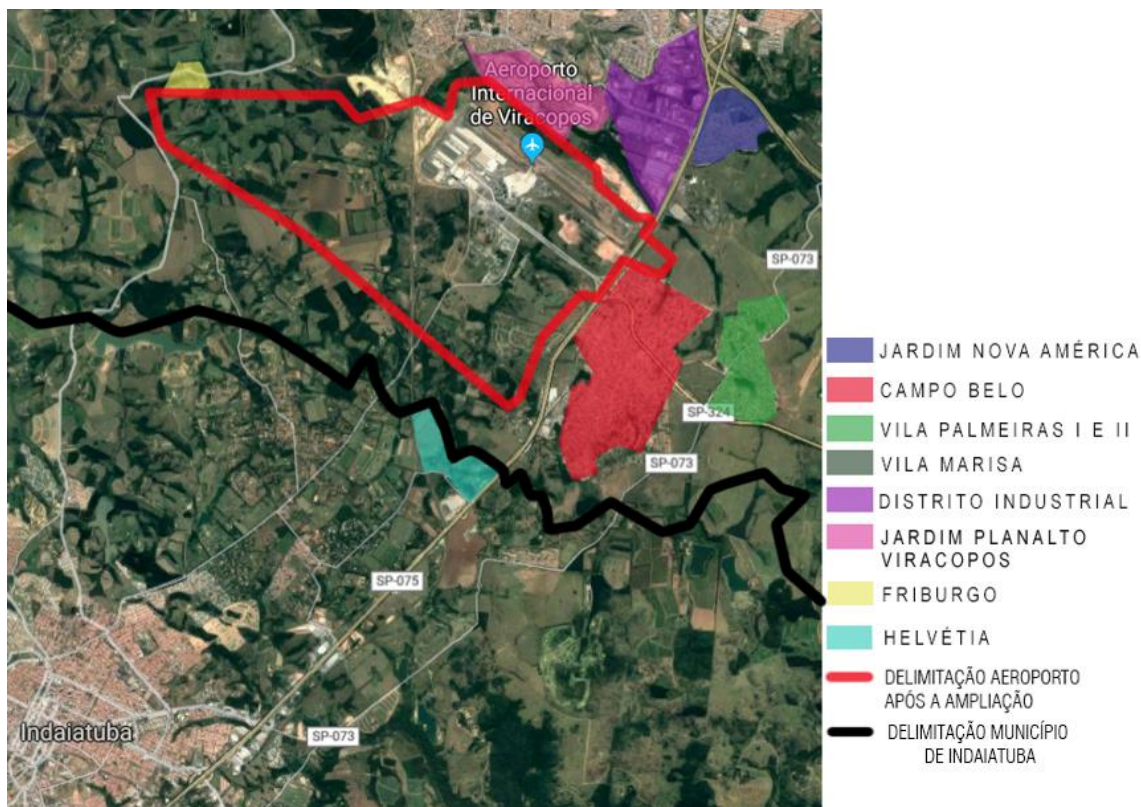 Aeroporto
Internacional
de Viracopos
SP-073
SP-324
SP-073
SP-075
Indaiatuba
SP-073
JARDIM NOVA AMÉRICA
CAMPO BELO
VILA PALMEIRAS I E II
VILA MARISA
DISTRITO INDUSTRIAL
JARDIM PLANALTO
VIRACOPOS
FRIBURGO
HELVÉTIA
DELIMITAÇÃO AEROPORTO
APÓS A AMPLIAÇÃO
DELIMITAÇÃO MUNICÍPIO
DE INDAIATUBA